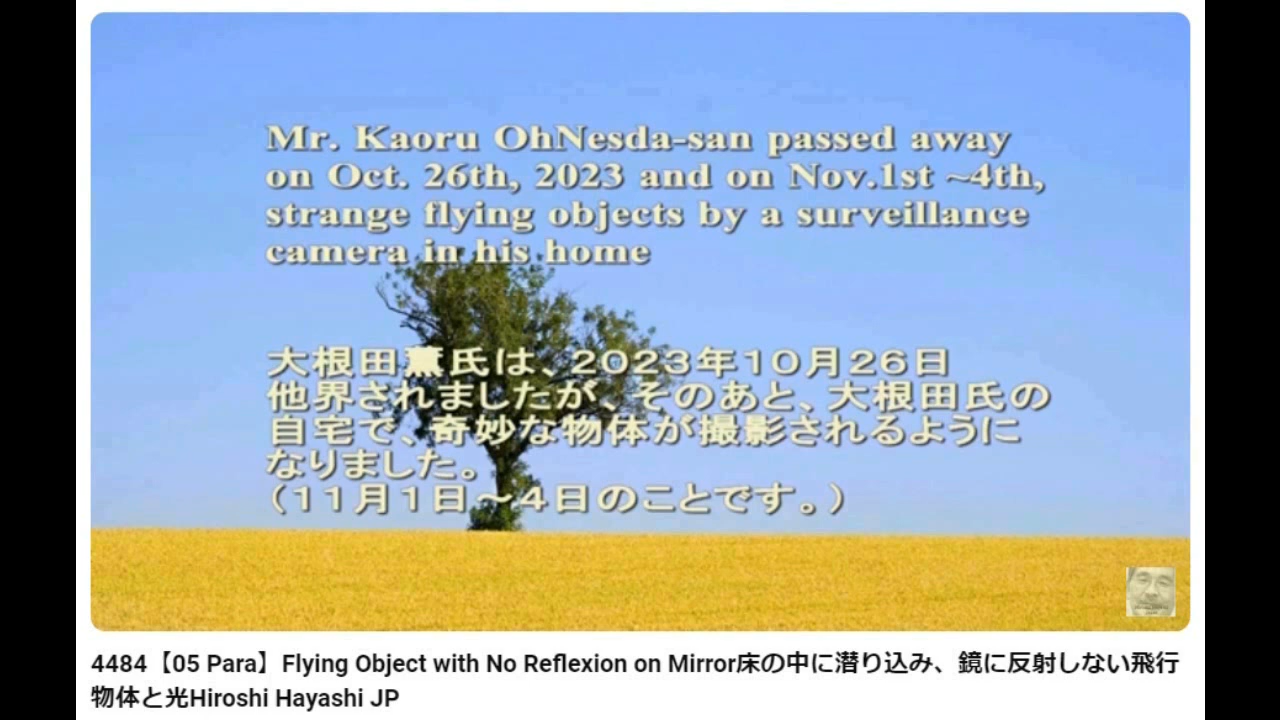 Mr. Kaoru OhNesda-san passed away
on Oct. 26th, 2023 and on Nov.1st ~4th,
strange flying objects by a surveillance
camera in his home
大根田薫氏は、２０２３年１０月２６日
他界されましたが、そのあと、大根田氏の
自宅で、奇妙な物体が撮影されるように
なりました。
（１１月１日～４日のことです。）
4484【05 Para】Flying Object with No Reflexion on Mirror床の中に潜り込み、鏡に反射しない飛行
物体と光Hiroshi Hayashi JP